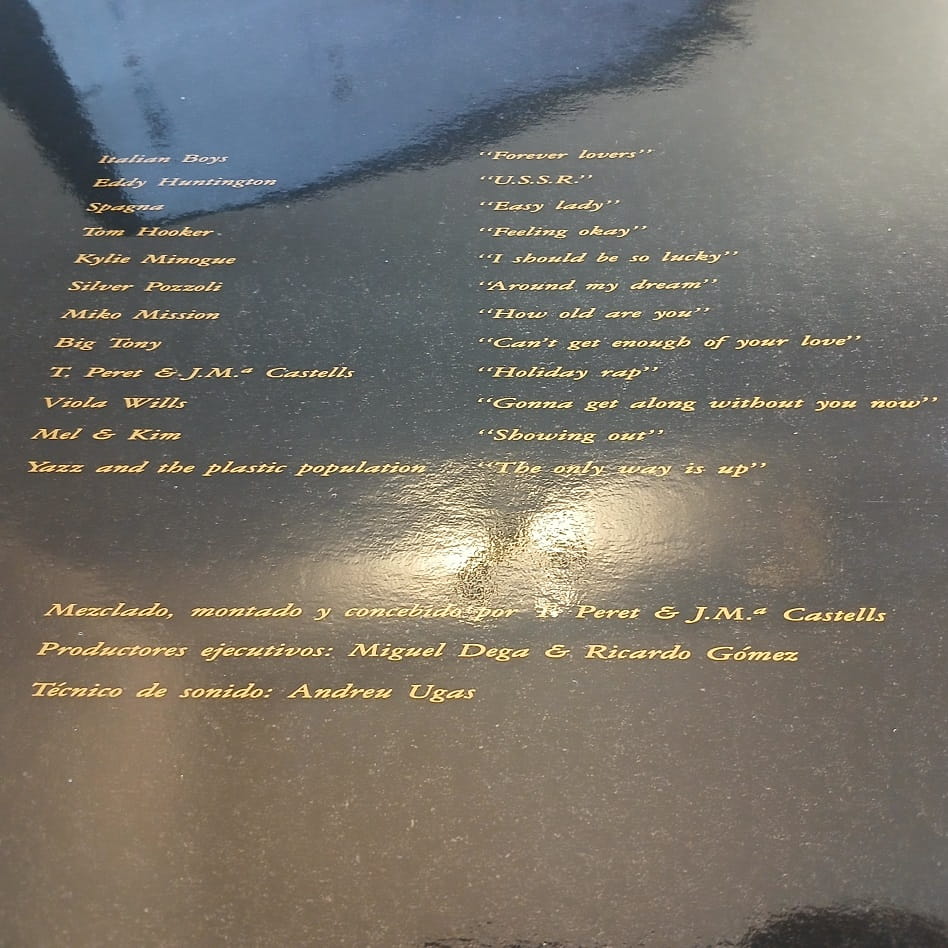 Italian Boys "Forever lovers"
Eddy Huntington "U.S.S.R."
Spagna "Easy lady"
Tom Hooker "Feeling okay"
Kylie Minogue "I should be so lucky"
Silver Pozzoli "Around my dream"
Miko Mission "How old are you"
Big Tony "Can't get enough of your love"
T. Peret & J.M.ª Castells "Holiday rap"
Viola Wills "Gonna get along without you now"
Mel & Kim "Showing out"
Yazz and the plastic population "The only way is up"
Mezclado, montado y concebido por T. Peret & J.M.ª Castells
Productores ejecutivos: Miguel Dega & Ricardo Gómez
Técnico de sonido: Andreu Ugas